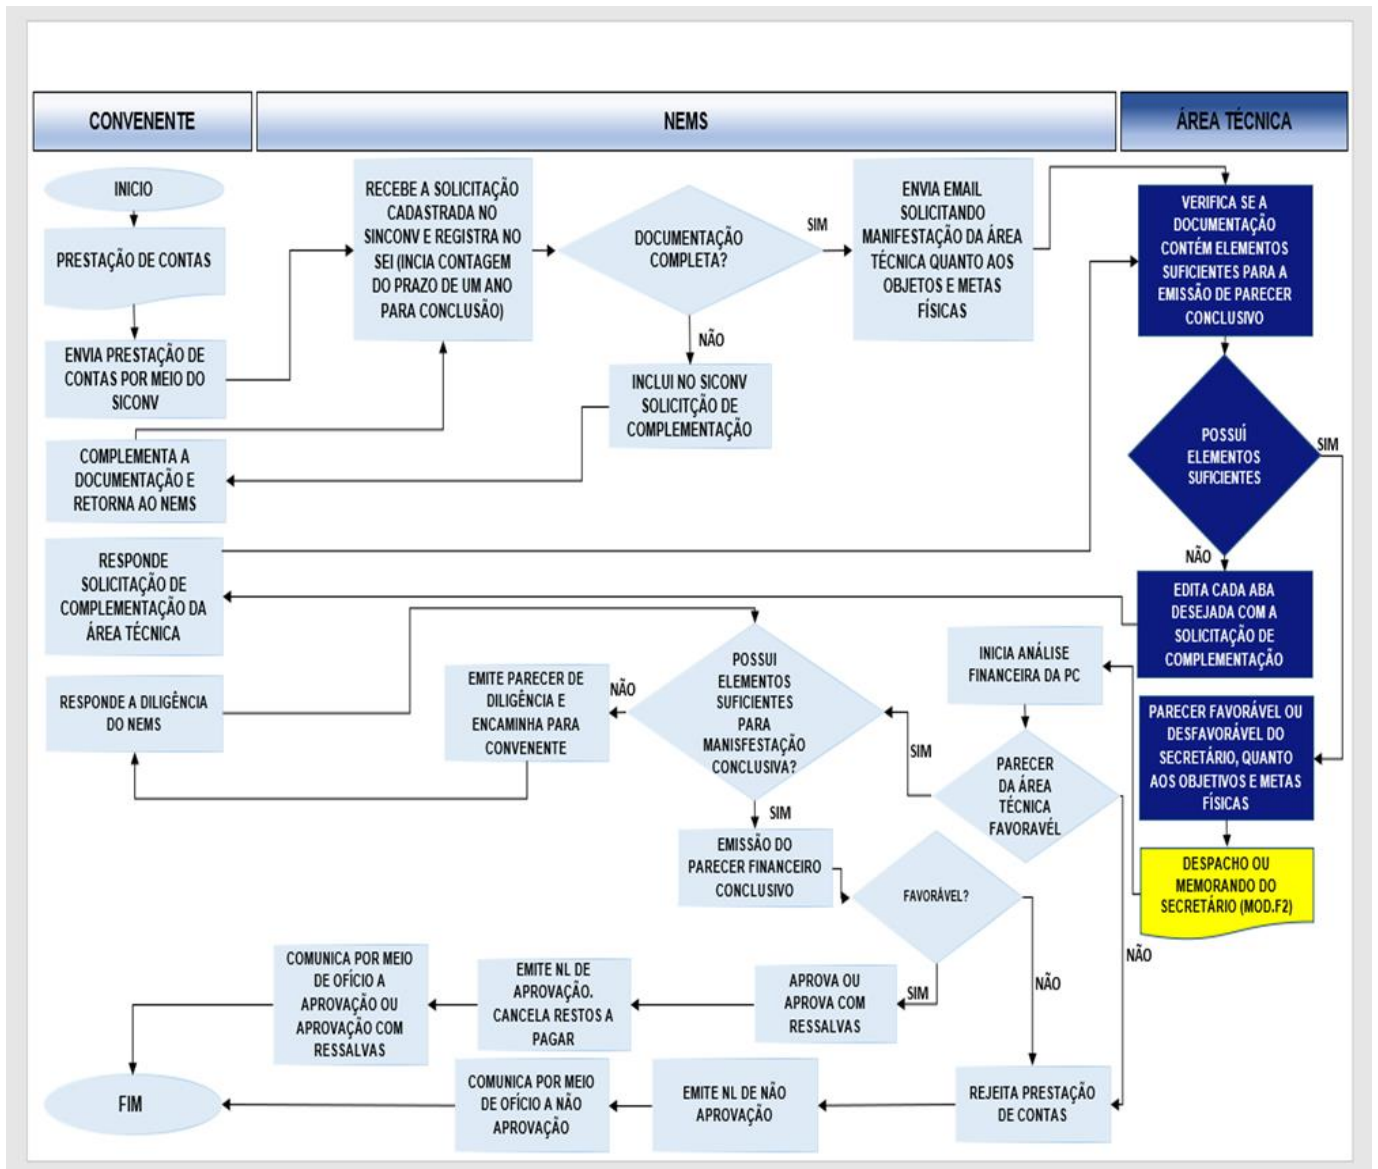 CONVENENTE
NEMS
ÁREA TÉCNICA
INICIO
PRESTAÇÃO DE CONTAS
ENVIA PRESTAÇÃO DE
CONTAS POR MEIO DO
SICONV
COMPLEMENTA A
DOCUMENTAÇÃO E
RETORNA AO NEMS
RESPONDE
SOLICITAÇÃO DE
COMPLEMENTAÇÃO DA
ÁREA TÉCNICA
RESPONDE A DILIGÊNCIA
DO NEMS
RECEBE A SOLICITAÇÃO
CADASTRADA NO
SINCONV E REGISTRA NO
SEI (INCIA CONTAGEM
DO PRAZO DE UM ANO
PARA CONCLUSÃO)
DOCUMENTAÇÃO
COMPLETA?
SIM
NÃO
INCLUI NO SICONV
SOLICITÇÃO DE
COMPLEMENTAÇÃO
ENVIA EMAIL
SOLICITANDO
MANIFESTAÇÃO DA ÁREA
TÉCNICA QUANTO AOS
OBJETOS E METAS
FÍSICAS
VERIFICA SE A
DOCUMENTAÇÃO
CONTÉM ELEMENTOS
SUFICIENTES PARA A
EMISSÃO DE PARECER
CONCLUSIVO
POSSUÍ
ELEMENTOS
SUFICIENTES
SIM
NÃO
EDITA CADA ABA
DESEJADA COM A
SOLICITAÇÃO DE
COMPLEMENTAÇÃO
PARECER FAVORÁVEL OU
DESFAVORÁVEL DO
SECRETÁRIO, QUANTO
AOS OBJETIVOS E METAS
FÍSICAS
DESPACHO OU
MEMORANDO DO
SECRETÁRIO (MOD.F2)
INICIA ANÁLISE
FINANCEIRA DA PC
PARECER
DA ÁREA
TÉCNICA
FAVORAVÉL
SIM
NÃO
POSSUI
ELEMENTOS
SUFICIENTES
PARA
MANISFESTAÇÃO
CONCLUSIVA?
NÃO
EMITE PARECER DE
DILIGÊNCIA E
ENCAMINHA PARA
CONVENENTE
SIM
EMISSÃO DO
PARECER FINANCEIRO
CONCLUSIVO
FAVORÁVEL?
SIM
NÃO
APROVA OU
APROVA COM
RESSALVAS
EMITE NL DE
APROVAÇÃO.
CANCELA RESTOS A
PAGAR
COMUNICA POR MEIO
DE OFÍCIO A
APROVAÇÃO OU
APROVAÇÃO COM
RESSALVAS
REJEITA PRESTAÇÃO
DE CONTAS
EMITE NL DE NÃO
APROVAÇÃO
COMUNICA POR MEIO
DE OFÍCIO A NÃO
APROVAÇÃO
FIM